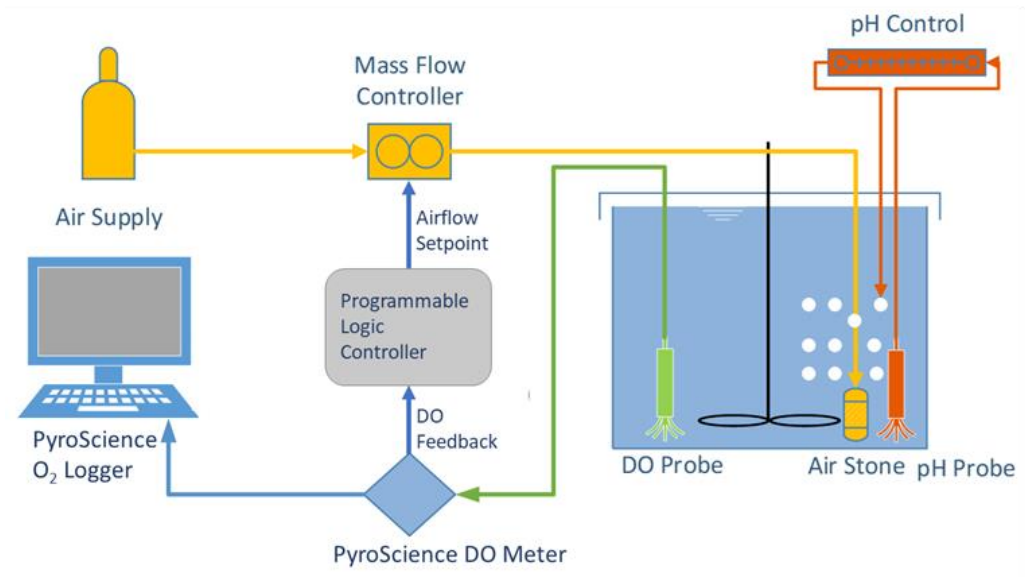 pH Control
Mass Flow
Controller
Air Supply
Airflow
Setpoint
Programmable
Logic
Controller
DO
Feedback
PyroScience
O₂ Logger
PyroScience DO Meter
DO Probe
Air Stone
pH Probe